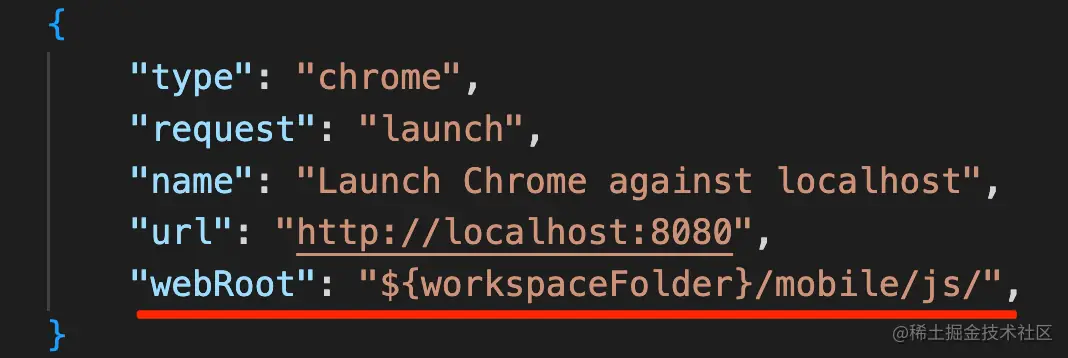 {
"type": "chrome",
"request": "launch",
"name": "Launch Chrome against localhost",
"url": "http://localhost:8080",
"webRoot": "${workspaceFolder}/mobile/js/",
}
@稀土掘金技术社区